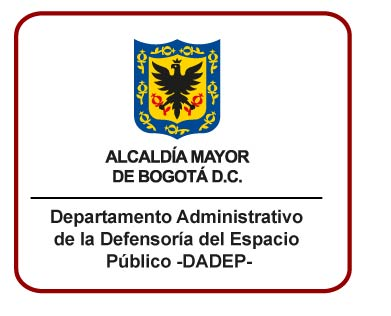 ALCALDÍA MAYOR
DE BOGOTÁ D.C.
Departamento Administrativo
de la Defensoría del Espacio
Público -DADEP-